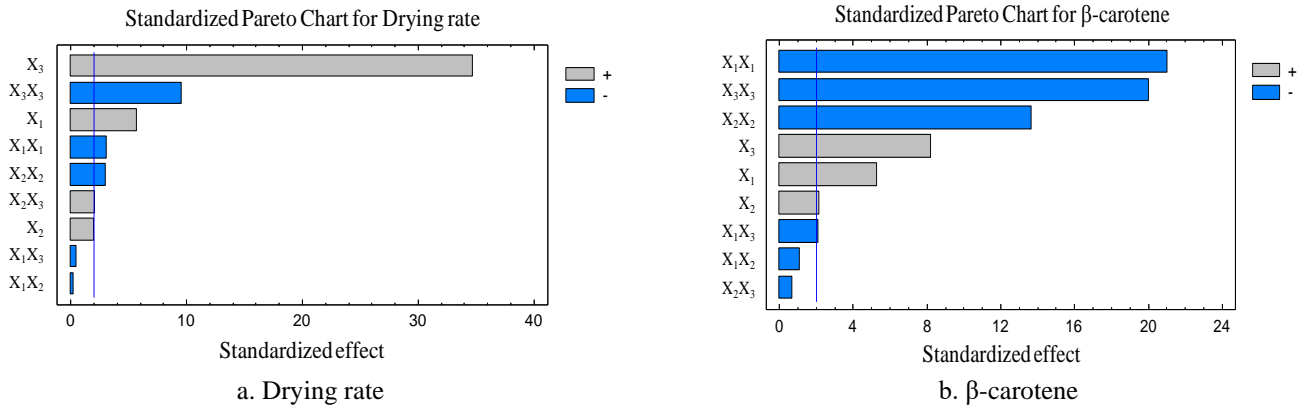 Standardized Pareto Chart for Drying rate
X₃
X₃X₃
X₁
X₁X₁
X₂X₂
X₂X₃
X₂
X₁X₃
X₁X₂
0 10 20 30 40
Standardized effect
+
-
a. Drying rate
Standardized Pareto Chart for β-carotene
X₁X₁
X₃X₃
X₂X₂
X₃
X₁
X₂
X₁X₃
X₁X₂
X₂X₃
0 4 8 12 16 20 24
Standardized effect
+
-
b. β-carotene